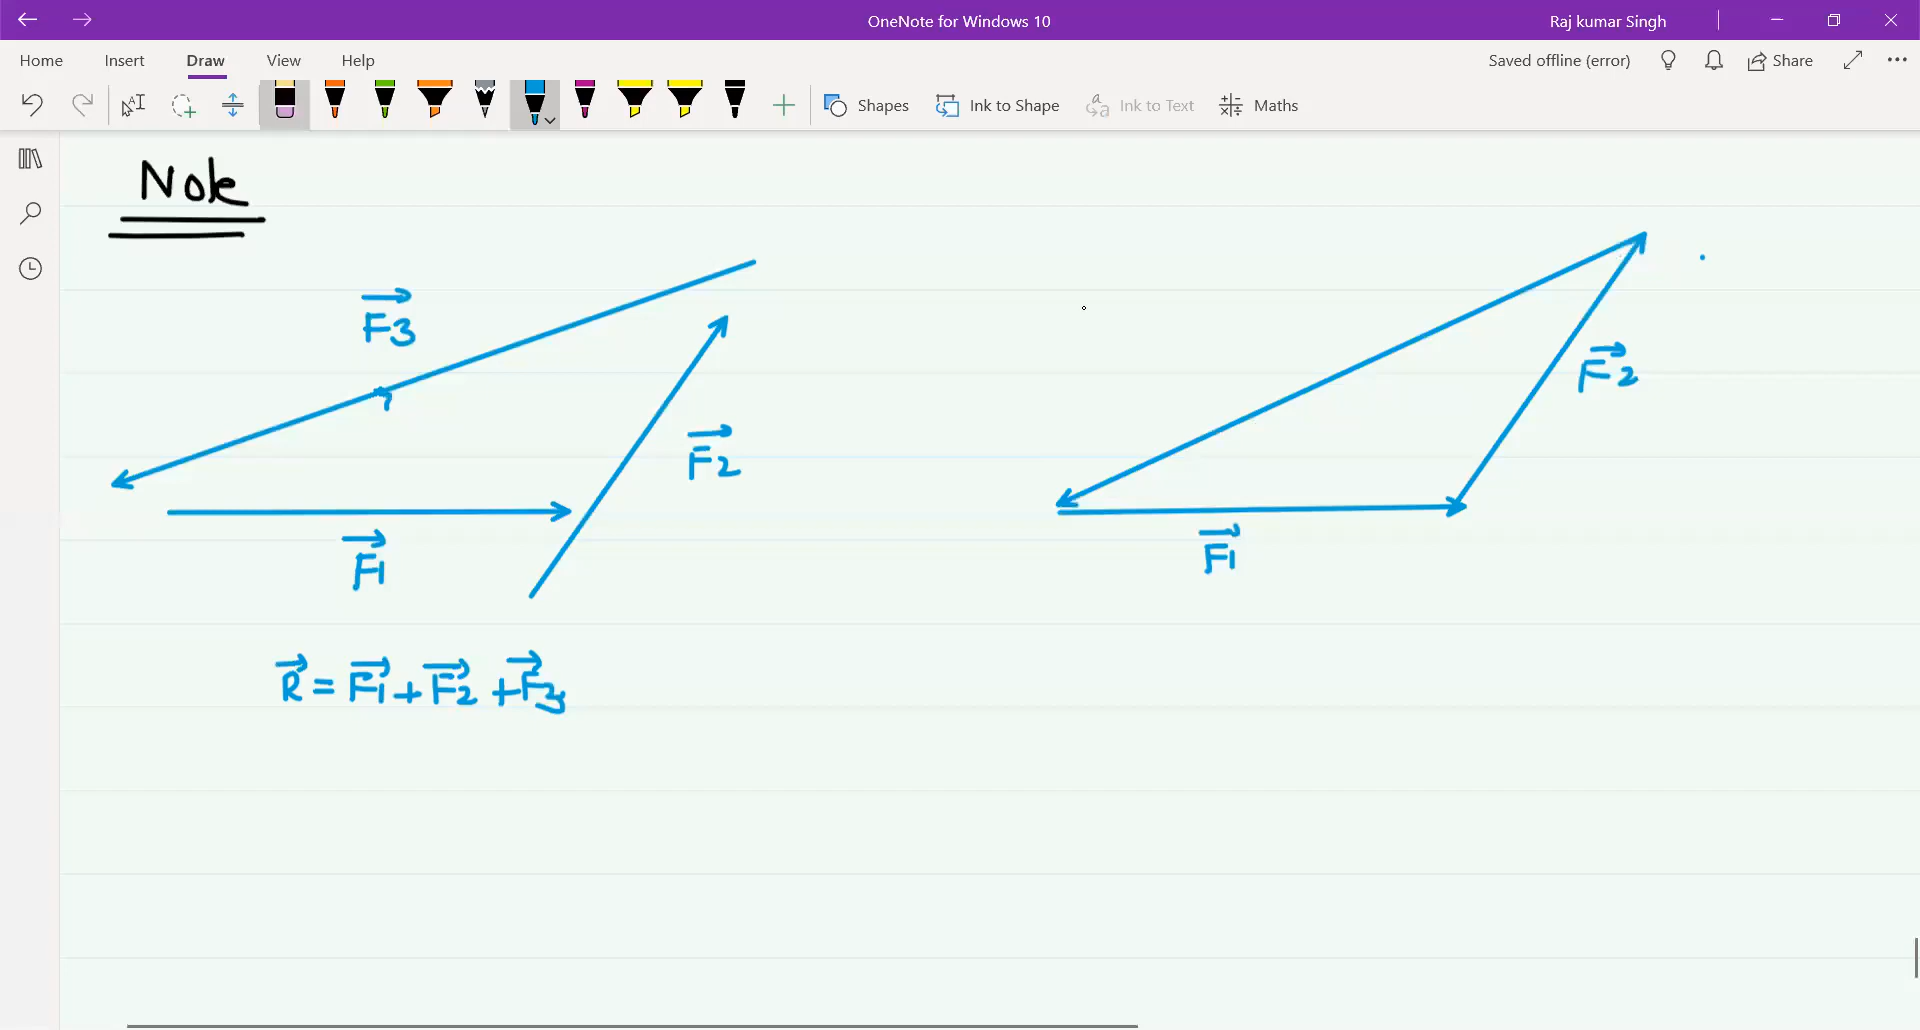 OneNote for Windows 10
Raj kumar Singh
Home Insert Draw View Help
Saved offline (error) Share
Shapes Ink to Shape Ink to Text Maths
Note
F3
F2
F1
R = F1 + F2 + F3
F2
F1